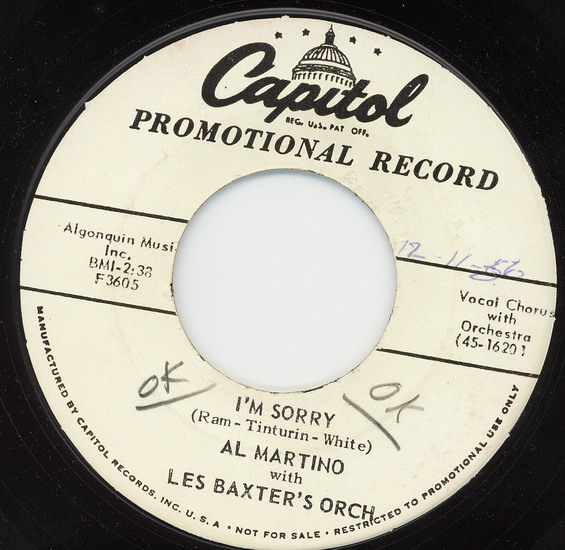 Capitol
REG. U.S. PAT. OFF.
PROMOTIONAL RECORD
Algonquin Musi
Inc.
BMI-2:38
F3605
12-11-56
Vocal Chorus
with
Orchestra
(45-16201
OK
OK
I'M SORRY
(Ram - Tinturin - White)
AL MARTINO
with
LES BAXTER'S ORCH.
MANUFACTURED BY CAPITOL RECORDS, INC. U.S.A • NOT FOR SALE • RESTRICTED TO PROMOTIONAL USE ONLY